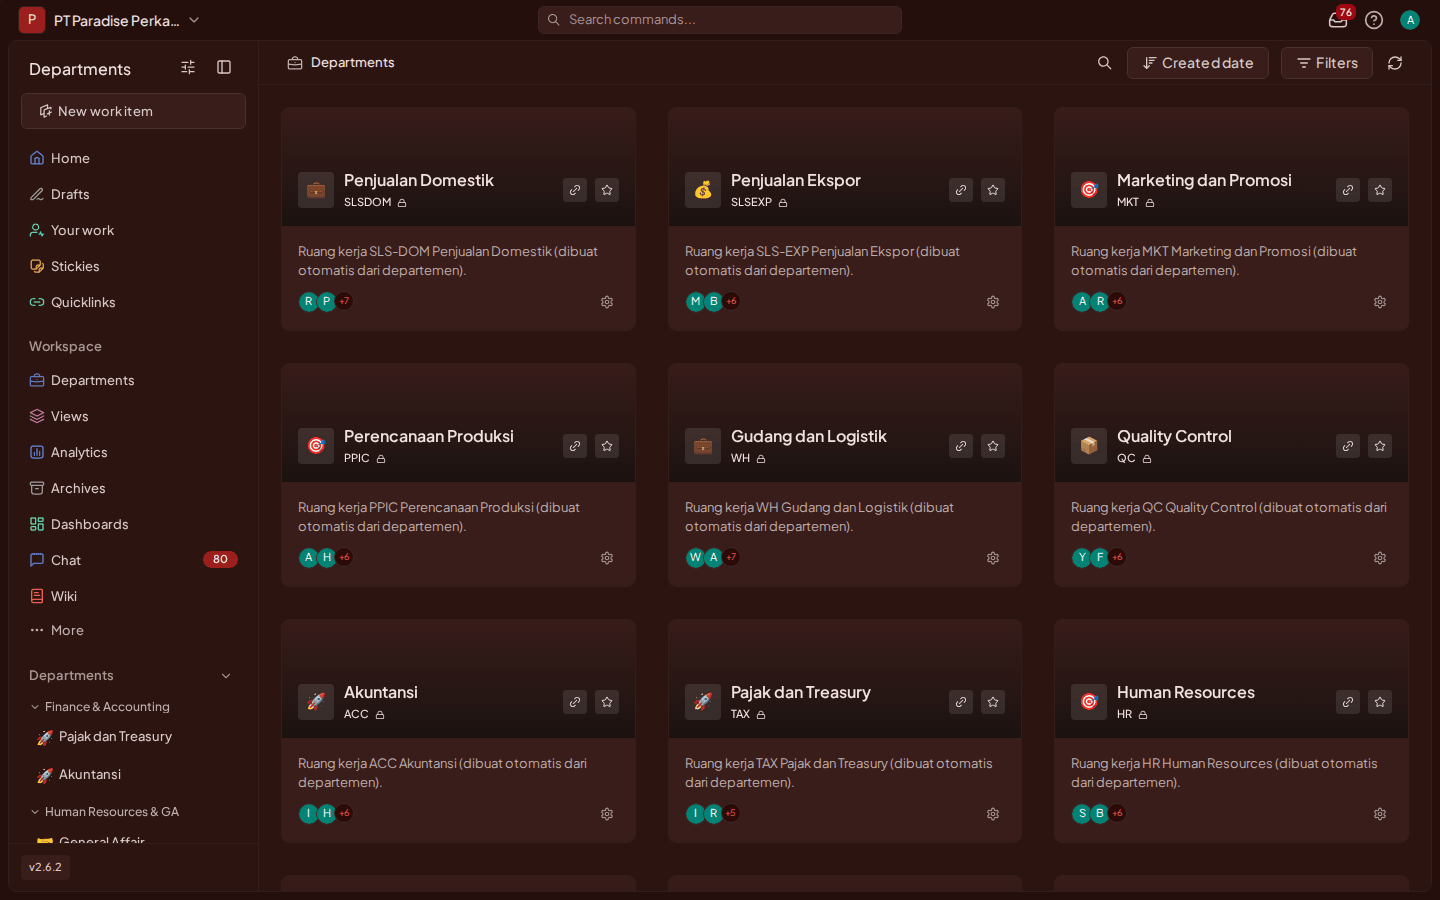 P PT Paradise Perka...
Search commands...
76
A
Departments
New work item
Home
Drafts
Your work
Stickies
Quicklinks
Workspace
Departments
Views
Analytics
Archives
Dashboards
Chat 80
Wiki
More
Departments
Finance & Accounting
Pajak dan Treasury
Akuntansi
Human Resources & GA
General Affair
v2.6.2
Departments
Created date
Filters
Penjualan Domestik
SLSDOM
Ruang kerja SLS-DOM Penjualan Domestik (dibuat
otomatis dari departemen).
R P +7
Penjualan Ekspor
SLSEXP
Ruang kerja SLS-EXP Penjualan Ekspor (dibuat
otomatis dari departemen).
M B +6
Marketing dan Promosi
MKT
Ruang kerja MKT Marketing dan Promosi (dibuat
otomatis dari departemen).
A R +6
Perencanaan Produksi
PPIC
Ruang kerja PPIC Perencanaan Produksi (dibuat
otomatis dari departemen).
A H +6
Gudang dan Logistik
WH
Ruang kerja WH Gudang dan Logistik (dibuat
otomatis dari departemen).
W A +7
Quality Control
QC
Ruang kerja QC Quality Control (dibuat otomatis dari
departemen).
Y F +6
Akuntansi
ACC
Ruang kerja ACC Akuntansi (dibuat otomatis dari
departemen).
I H +6
Pajak dan Treasury
TAX
Ruang kerja TAX Pajak dan Treasury (dibuat otomatis
dari departemen).
I R +5
Human Resources
HR
Ruang kerja HR Human Resources (dibuat otomatis
dari departemen).
S B +6